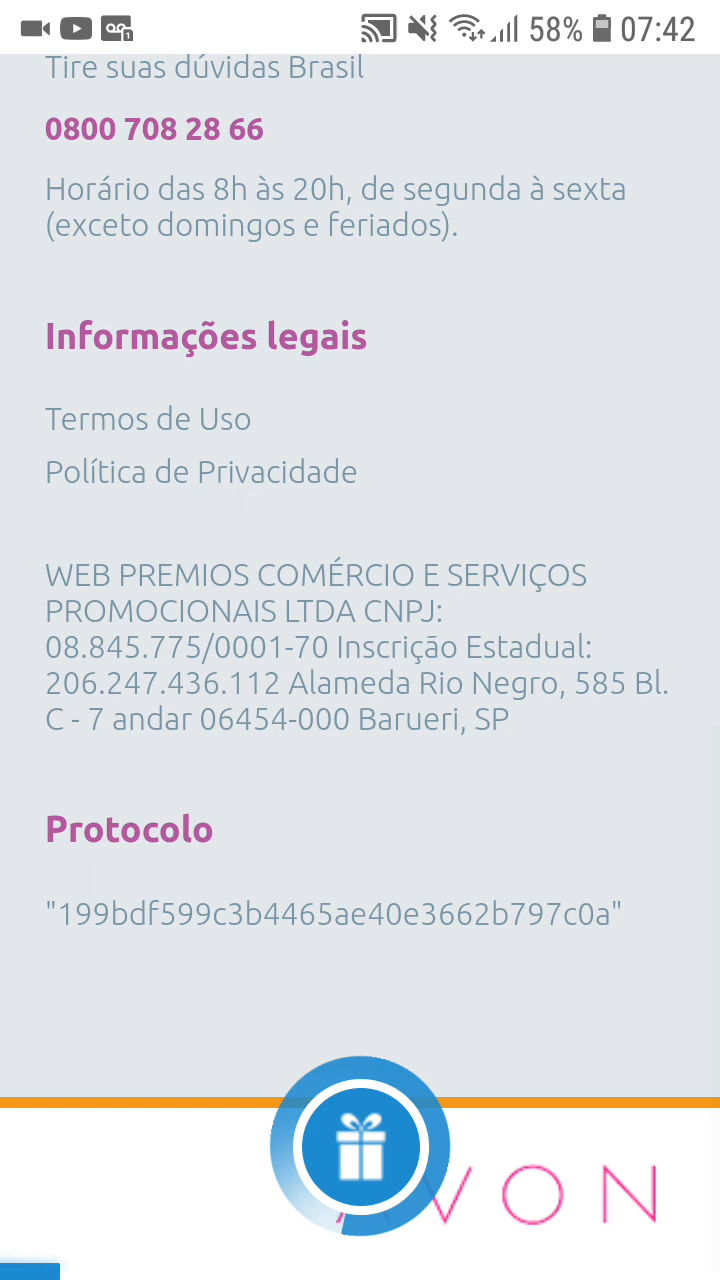 58% 07:42
Tire suas dúvidas Brasil
0800 708 28 66
Horário das 8h às 20h, de segunda à sexta
(exceto domingos e feriados).
Informações legais
Termos de Uso
Política de Privacidade
WEB PREMIOS COMÉRCIO E SERVIÇOS
PROMOCIONAIS LTDA CNPJ:
08.845.775/0001-70 Inscrição Estadual:
206.247.436.112 Alameda Rio Negro, 585 Bl.
C - 7 andar 06454-000 Barueri, SP
Protocolo
"199bdf599c3b4465ae40e3662b797c0a"
AVON